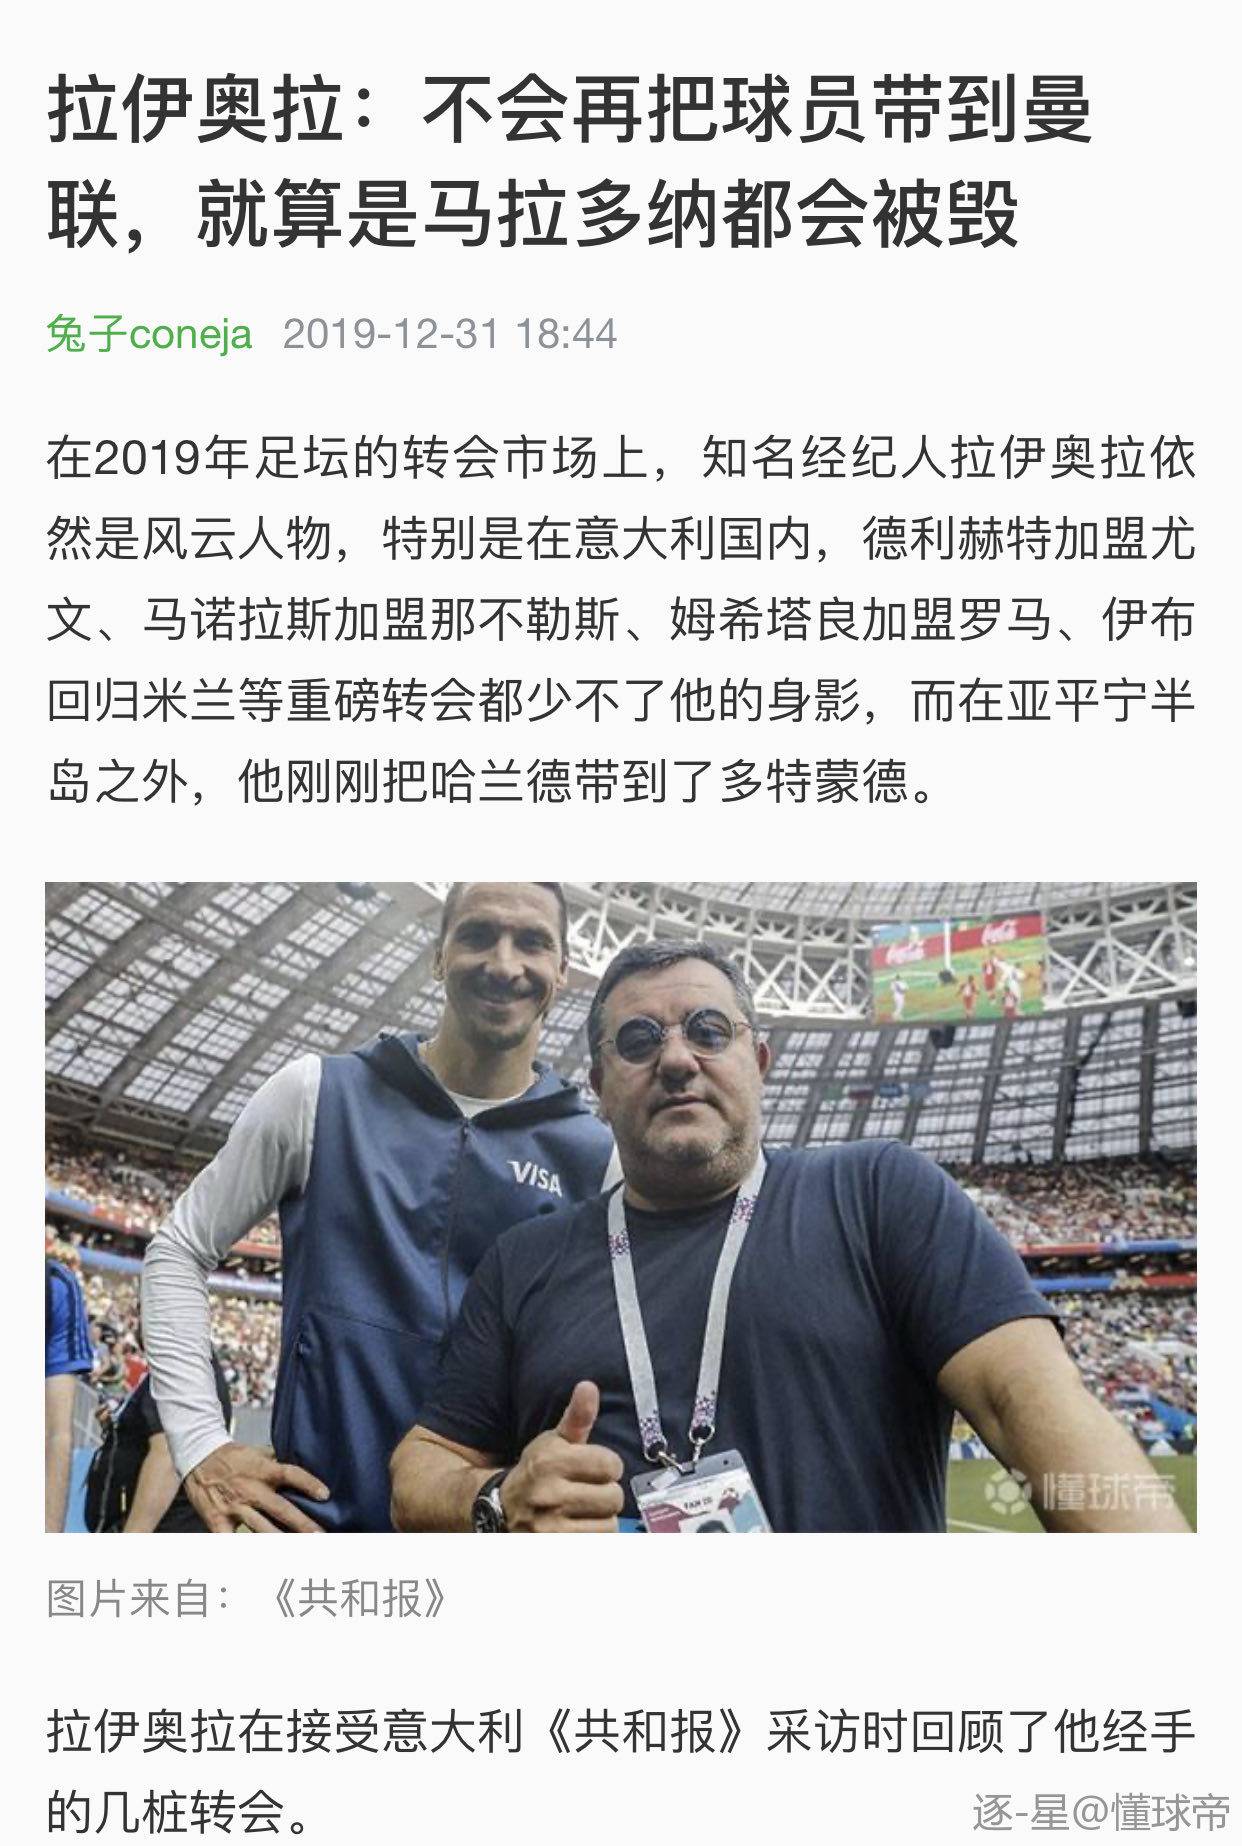 拉伊奥拉：不会再把球员带到曼
联，就算是马拉多纳都会被毁
兔子coneja 2019-12-31 18:44
在2019年足坛的转会市场上，知名经纪人拉伊奥拉依
然是风云人物，特别是在意大利国内，德利赫特加盟尤
文、马诺拉斯加盟那不勒斯、姆希塔良加盟罗马、伊布
回归米兰等重磅转会都少不了他的身影，而在亚平宁半
岛之外，他刚刚把哈兰德带到了多特蒙德。
Coca-Cola
Coca-Cola
VISA
FAN ID
懂球帝
图片来自：《共和报》
拉伊奥拉在接受意大利《共和报》采访时回顾了他经手
的几桩转会。
逐-星@懂球帝